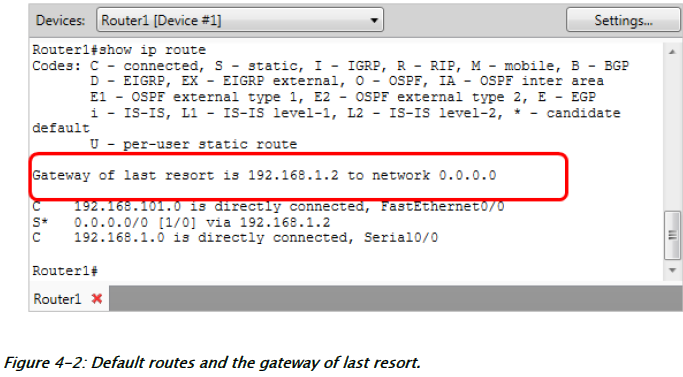 Devices: Router1 [Device #1] Settings...
Router1#show ip route
Codes: C - connected, S - static, I - IGRP, R - RIP, M - mobile, B - BGP
D - EIGRP, EX - EIGRP external, O - OSPF, IA - OSPF inter area
E1 - OSPF external type 1, E2 - OSPF external type 2, E - EGP
i - IS-IS, L1 - IS-IS level-1, L2 - IS-IS level-2, * - candidate
default
U - per-user static route
Gateway of last resort is 192.168.1.2 to network 0.0.0.0
C 192.168.101.0 is directly connected, FastEthernet0/0
S* 0.0.0.0/0 [1/0] via 192.168.1.2
C 192.168.1.0 is directly connected, Serial0/0
Router1#
Router1
Figure 4-2: Default routes and the gateway of last resort.